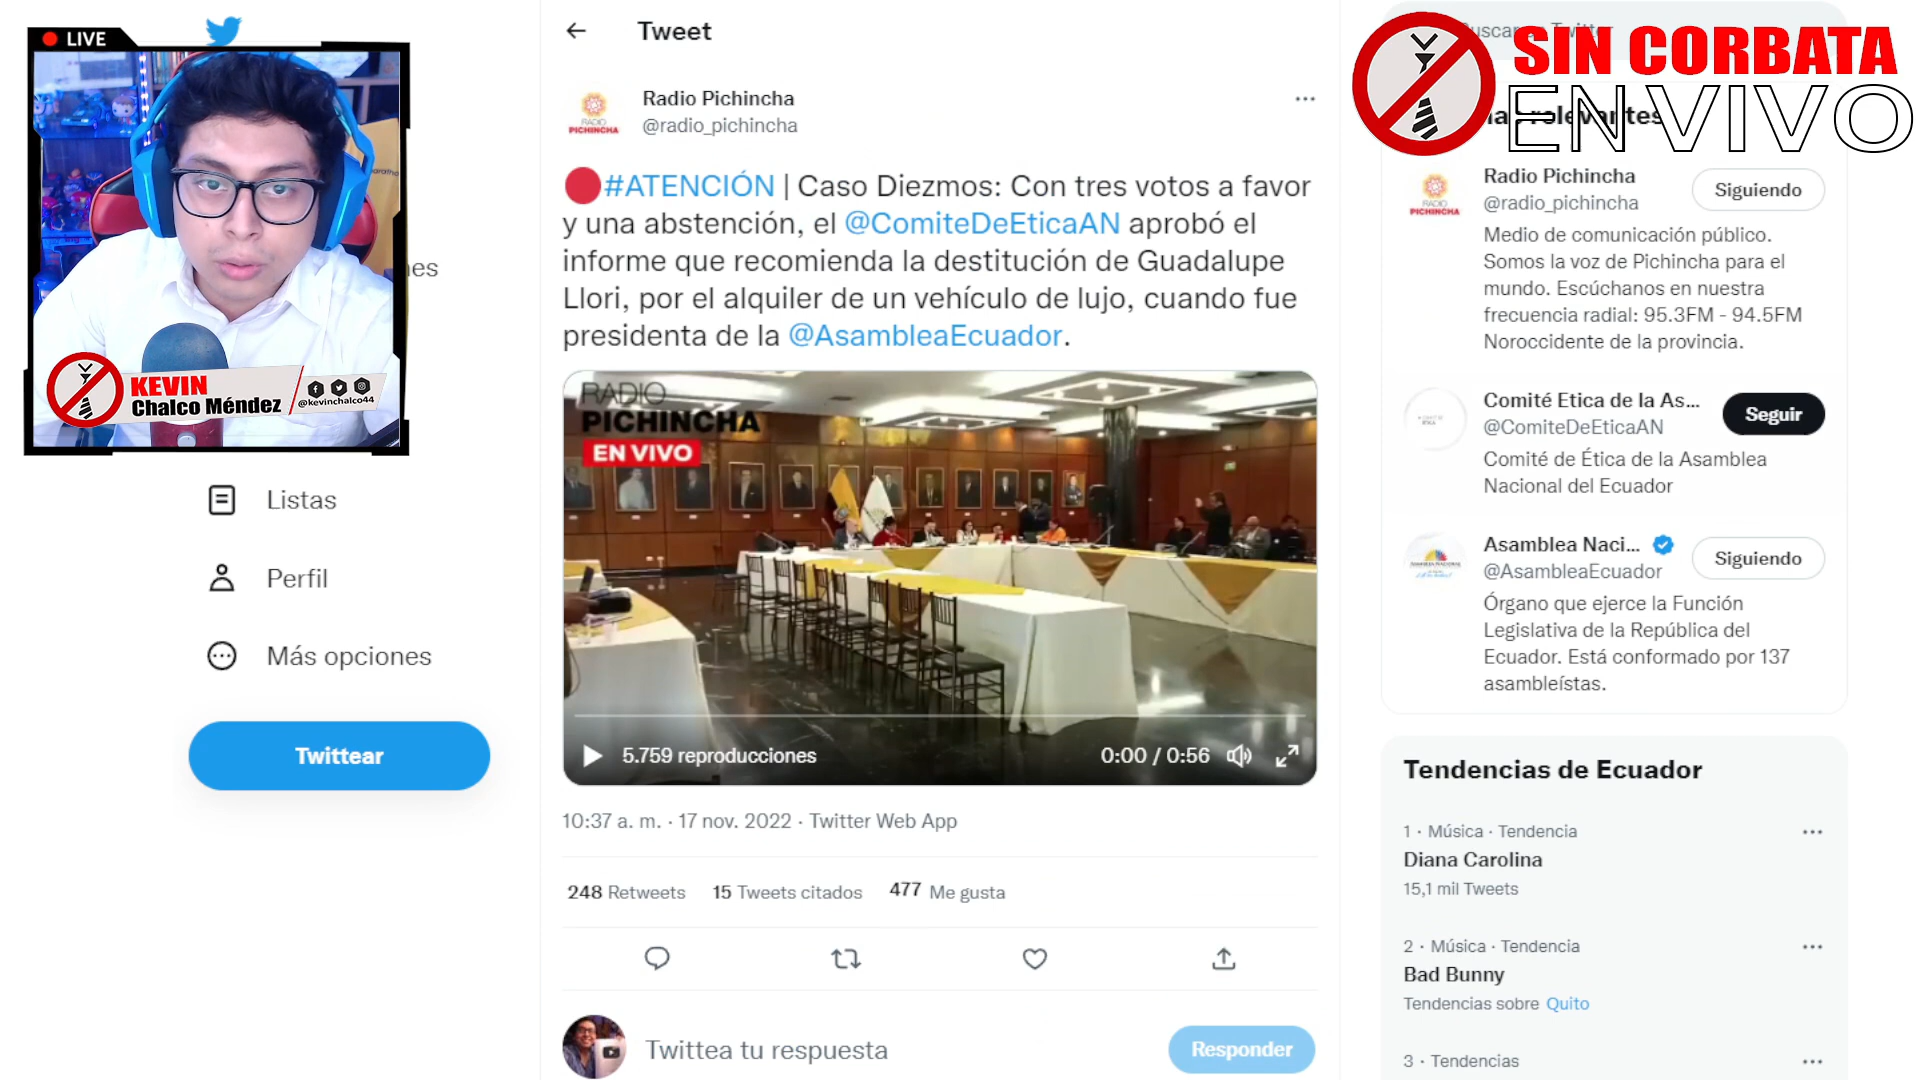 LIVE
KEVIN
Chalco Méndez
@kevinchalco44
nes
Listas
Perfil
Más opciones
Twittear
Tweet
Radio Pichincha
@radio_pichincha
RADIO
PICHINCHA
#ATENCIÓN | Caso Diezmos: Con tres votos a favor
y una abstención, el @ComiteDeEticaAN aprobó el
informe que recomienda la destitución de Guadalupe
Llori, por el alquiler de un vehículo de lujo, cuando fue
presidenta de la @AsambleaEcuador.
RADIO
PICHINCHA
EN VIVO
5.759 reproducciones
0:00 / 0:56
10:37 a. m. · 17 nov. 2022 · Twitter Web App
248 Retweets 15 Tweets citados 477 Me gusta
Twittea tu respuesta
Responder
SIN CORBATA
EN VIVO
relevantes
Radio Pichincha
@radio_pichincha
Siguiendo
RADIO
PICHINCHA
Medio de comunicación público.
Somos la voz de Pichincha para el
mundo. Escúchanos en nuestra
frecuencia radial: 95.3FM - 94.5FM
Noroccidente de la provincia.
Comité Etica de la As...
@ComiteDeEticaAN
Seguir
Comité de Ética de la Asamblea
Nacional del Ecuador
Asamblea Naci...
@AsambleaEcuador
Siguiendo
ASAMBLEA NACIONAL
Órgano que ejerce la Función
Legislativa de la República del
Ecuador. Está conformado por 137
asambleístas.
Tendencias de Ecuador
1 · Música · Tendencia
Diana Carolina
15,1 mil Tweets
2 · Música · Tendencia
Bad Bunny
Tendencias sobre Quito
3 · Tendencias